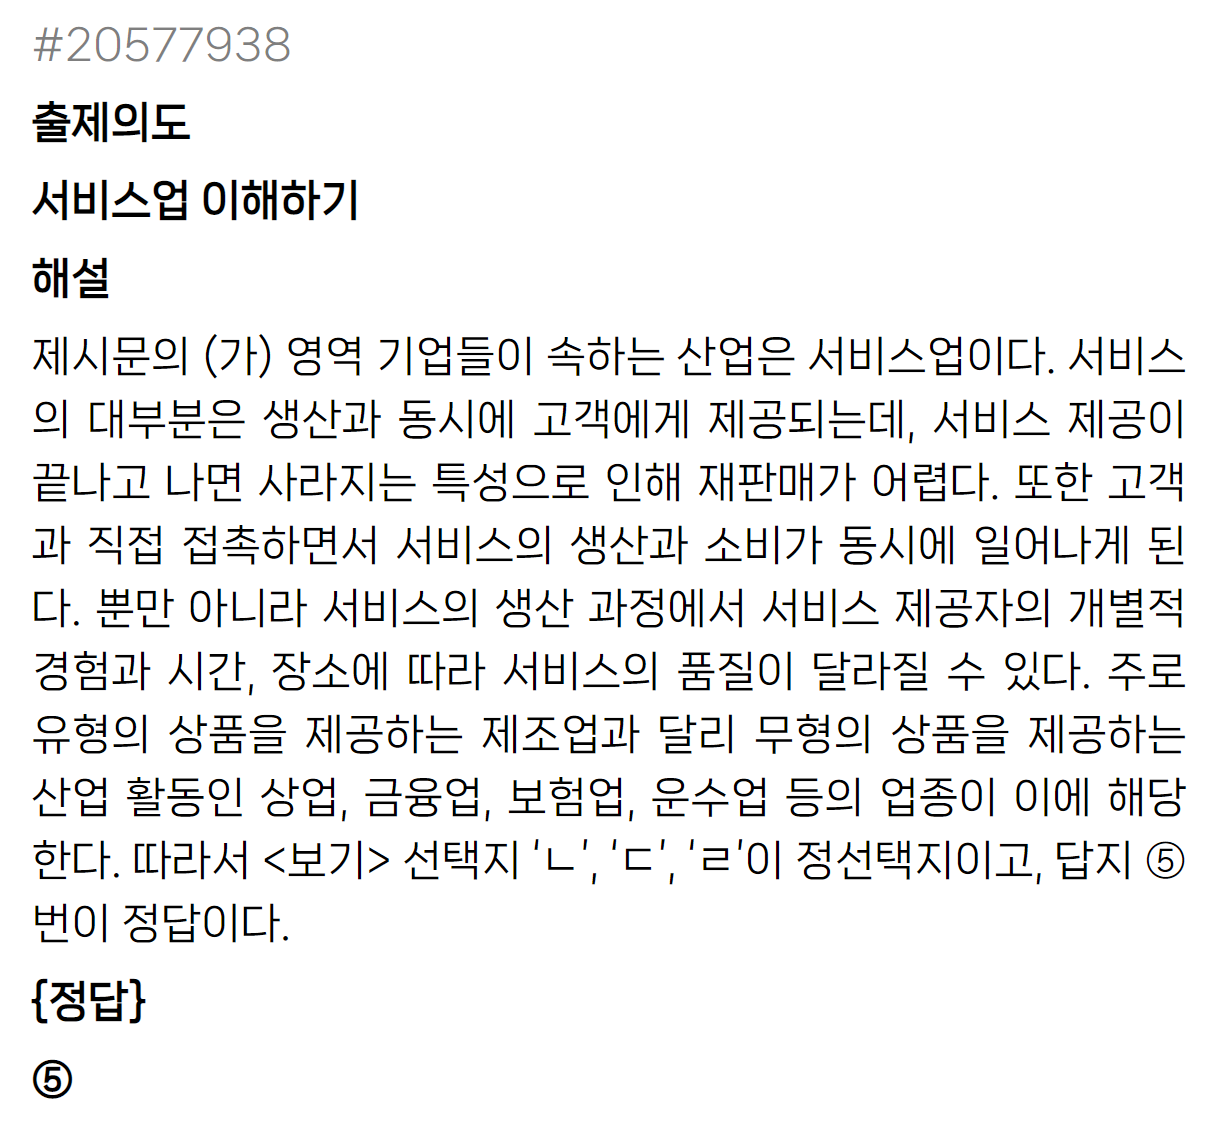 #20577938
출제의도
서비스업 이해하기
해설
제시문의 (가) 영역 기업들이 속하는 산업은 서비스업이다. 서비스
의 대부분은 생산과 동시에 고객에게 제공되는데, 서비스 제공이
끝나고 나면 사라지는 특성으로 인해 재판매가 어렵다. 또한 고객
과 직접 접촉하면서 서비스의 생산과 소비가 동시에 일어나게 된
다. 뿐만 아니라 서비스의 생산 과정에서 서비스 제공자의 개별적
경험과 시간, 장소에 따라 서비스의 품질이 달라질 수 있다. 주로
유형의 상품을 제공하는 제조업과 달리 무형의 상품을 제공하는
산업 활동인 상업, 금융업, 보험업, 운수업 등의 업종이 이에 해당
한다. 따라서 <보기> 선택지 'ㄴ', 'ㄷ', 'ㄹ'이 정선택지이고, 답지 ⑤
번이 정답이다.
{정답}
⑤